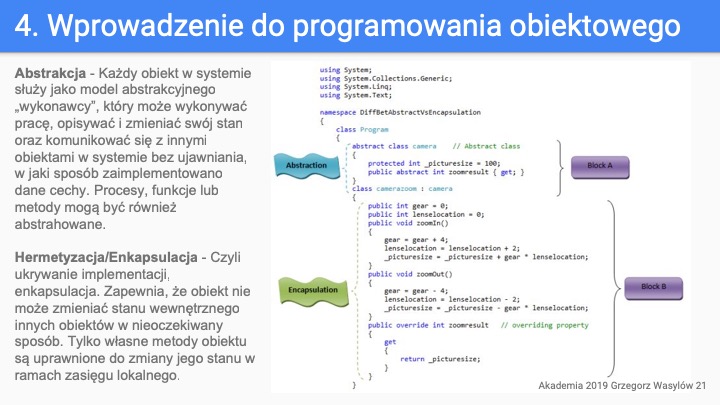 4. Wprowadzenie do programowania obiektowego
Abstrakcja - Każdy obiekt w systemie
służy jako model abstrakcyjnego
„wykonawcy”, który może wykonywać
pracę, opisywać i zmieniać swój stan
oraz komunikować się z innymi
obiektami w systemie bez ujawniania,
w jaki sposób zaimplementowano
dane cechy. Procesy, funkcje lub
metody mogą być również
abstrahowane.
Hermetyzacja/Enkapsulacja - Czyli
ukrywanie implementacji,
enkapsulacja. Zapewnia, że obiekt nie
może zmieniać stanu wewnętrznego
innych obiektów w nieoczekiwany
sposób. Tylko własne metody obiektu
są uprawnione do zmiany jego stanu w
ramach zasięgu lokalnego.
using System;
using System.Collections.Generic;
using System.Linq;
using System.Text;
namespace DiffBetAbstractVsEncapsulation
{
class Program
{
abstract class camera // Abstract class
{
protected int _picturesize = 100;
public abstract int zoomresult { get; }
}
class camerazoom : camera
{
public int gear = 0;
public int lenselocation = 0;
public void zoomIn()
{
gear = gear + 4;
lenselocation = lenselocation + 2;
_picturesize = _picturesize + gear * lenselocation;
}
public void zoomOut()
{
gear = gear - 4;
lenselocation = lenselocation - 2;
_picturesize = _picturesize - gear * lenselocation;
}
public override int zoomresult // overriding property
{
get
{
return _picturesize;
}
}
}
Abstraction
Block A
Encapsulation
Block B
Akademia 2019 Grzegorz Wasylów 21